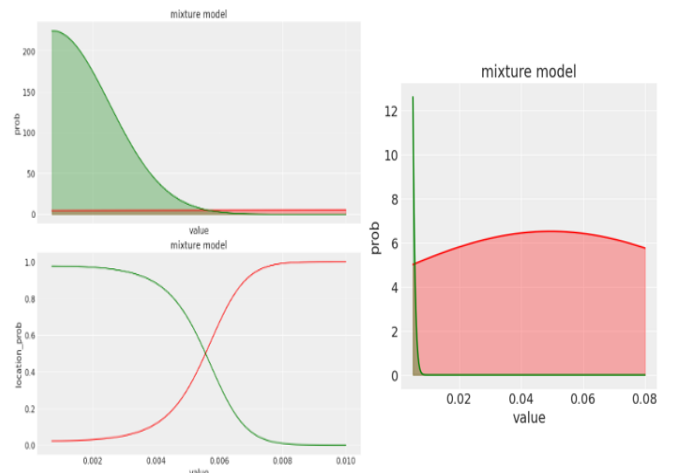 mixture model
200
150
100
50
0
prob
value
mixture model
1.0
0.8
0.6
0.4
0.2
0.0
location_prob
0.002 0.004 0.006 0.008 0.010
value
mixture model
12
10
8
6
4
2
0
prob
0.02 0.04 0.06 0.08
value